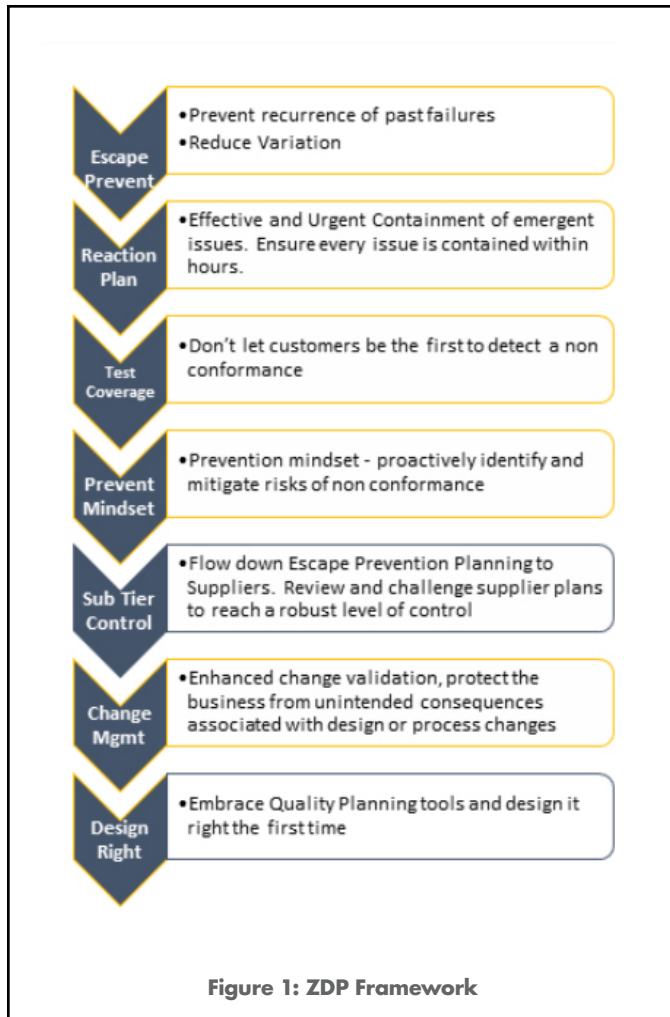 Escape
Prevent
•Prevent recurrence of past failures
•Reduce Variation
Reaction
Plan
•Effective and Urgent Containment of emergent
issues. Ensure every issue is contained within
hours.
Test
Coverage
•Don't let customers be the first to detect a non
conformance
Prevent
Mindset
•Prevention mindset - proactively identify and
mitigate risks of non conformance
Sub Tier
Control
•Flow down Escape Prevention Planning to
Suppliers. Review and challenge supplier plans
to reach a robust level of control
Change
Mgmt
•Enhanced change validation, protect the
business from unintended consequences
associated with design or process changes
Design
Right
•Embrace Quality Planning tools and design it
right the first time
Figure 1: ZDP Framework